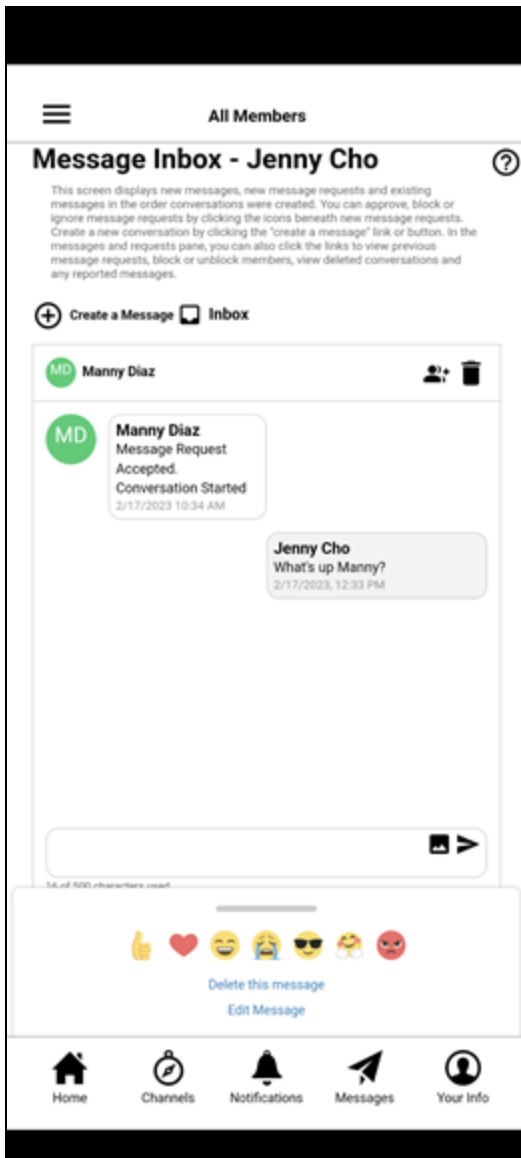 All Members
Message Inbox - Jenny Cho
This screen displays new messages, new message requests and existing
messages in the order conversations were created. You can approve, block or
ignore message requests by clicking the icons beneath new message requests.
Create a new conversation by clicking the "create a message" link or button. In the
messages and requests pane, you can also click the links to view previous
message requests, block or unblock members, view deleted conversations and
any reported messages.
Create a Message Inbox
MD Manny Diaz
MD
Manny Diaz
Message Request
Accepted.
Conversation Started
2/17/2023 10:34 AM
Jenny Cho
What's up Manny?
2/17/2023, 12:33 PM
16 of 500 characters used
Delete this message
Edit Message
Home Channels Notifications Messages Your Info